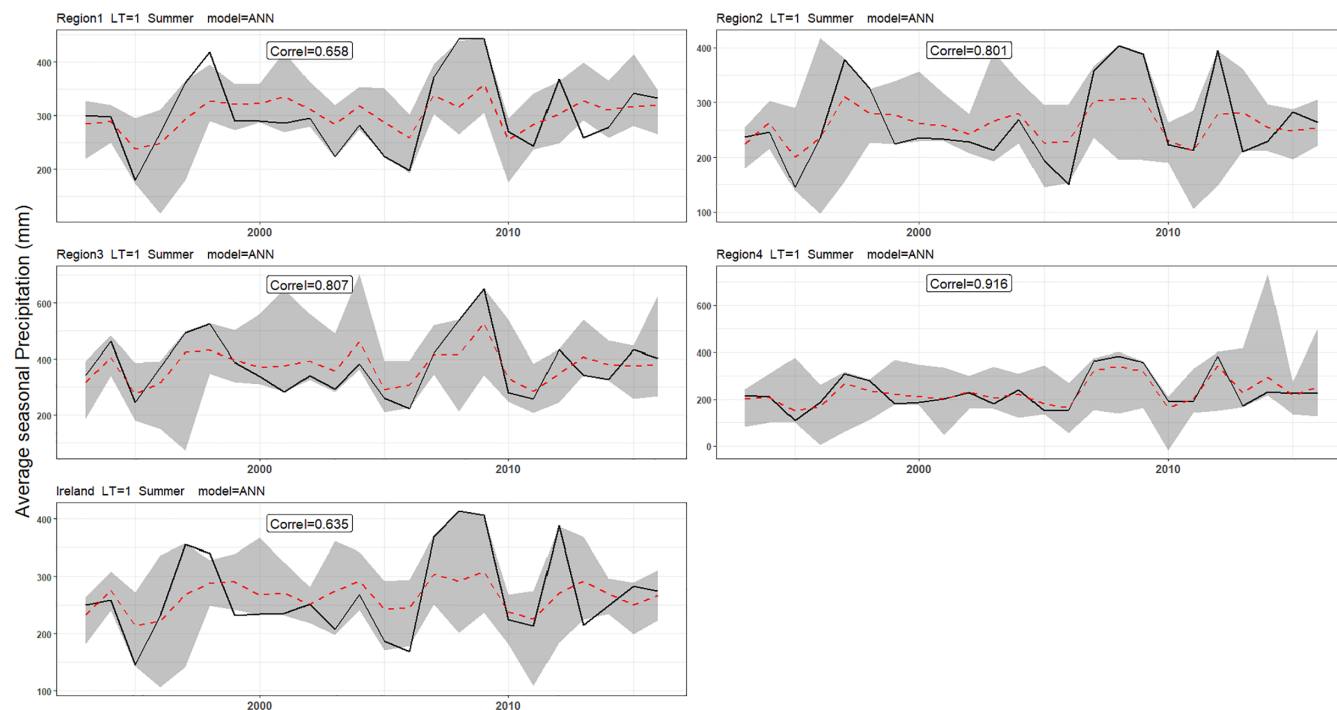 Average seasonal Precipitation (mm)
Region1 LT=1 Summer model=ANN
Correl=0.658
400
300
200
2000
2010
Region2 LT=1 Summer model=ANN
Correl=0.801
400
300
200
100
2000
2010
Region3 LT=1 Summer model=ANN
Correl=0.807
600
400
200
2000
2010
Region4 LT=1 Summer model=ANN
Correl=0.916
600
400
200
0
2000
2010
Ireland LT=1 Summer model=ANN
Correl=0.635
400
300
200
100
2000
2010